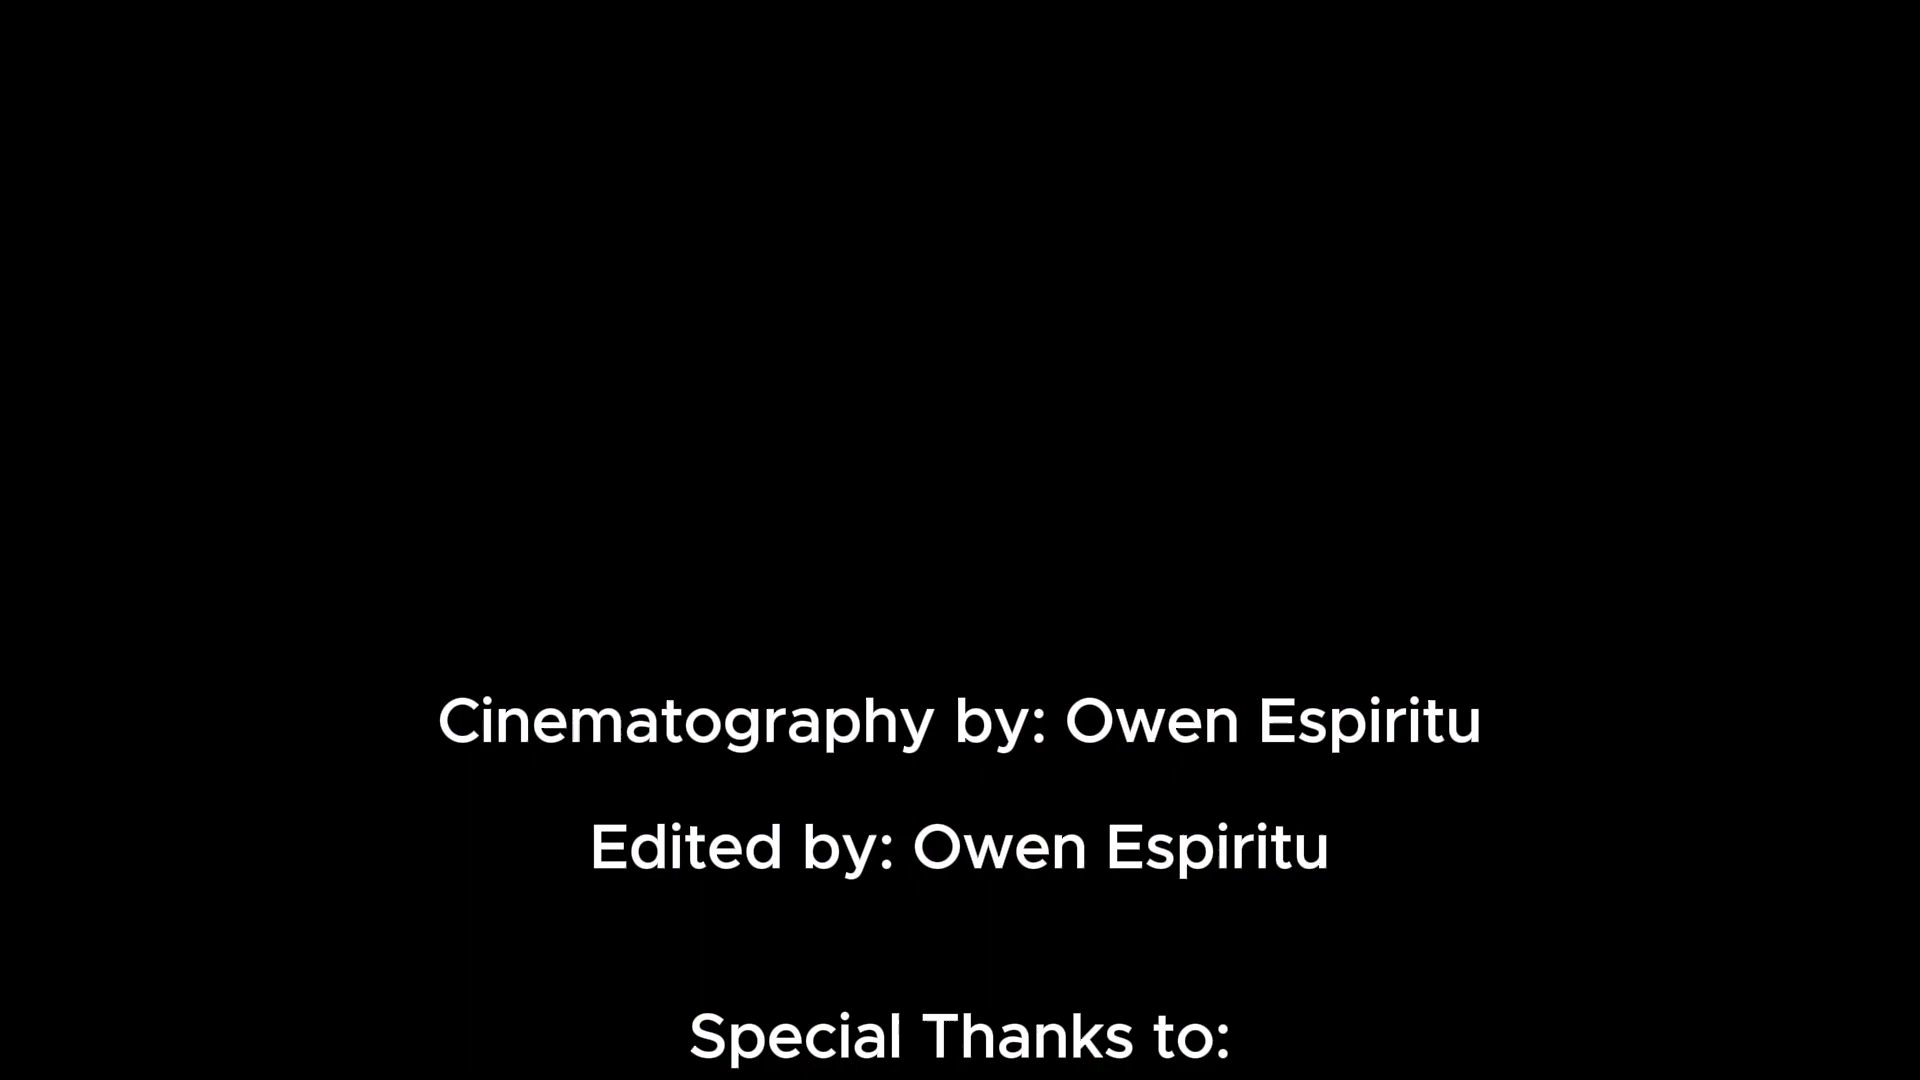 Cinematography by: Owen Espiritu
Edited by: Owen Espiritu
Special Thanks to: